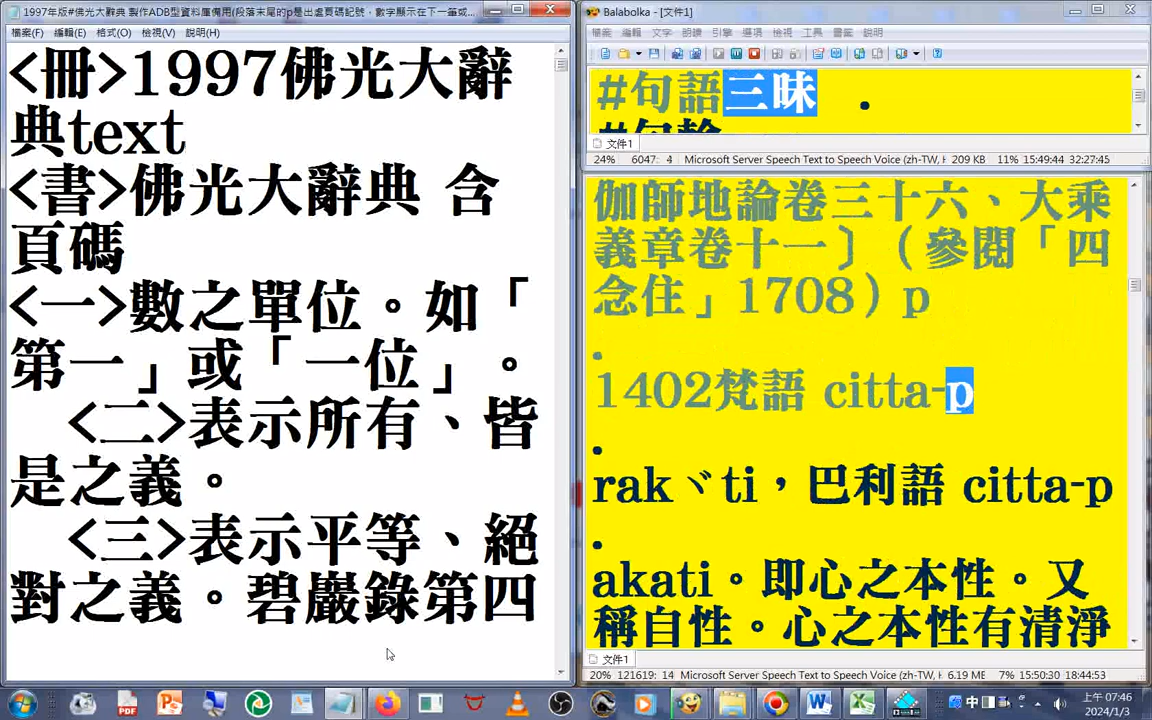 1997年版#佛光大辭典 製作ADB型資料庫備用(段落末尾的p是出處頁碼記號，數字顯示在下一筆或...
檔案(F) 編輯(E) 格式(O) 檢視(V) 說明(H)
<冊>1997佛光大辭
典text
<書>佛光大辭典 含
頁碼
<一>數之單位。如「
第一」或「一位」。
<二>表示所有、皆
是之義。
<三>表示平等、絕
對之義。碧巖錄第四
Balabolka - [文件1]
檔案 編輯 文字 朗讀 引擎 選項 檢視 工具 書籤 說明
#句語三昧 .
文件1
24% 6047: 4 Microsoft Server Speech Text to Speech Voice (zh-TW, H 209 KB 11% 15:49:44 32:27:45
伽師地論卷三十六、大乘
義章卷十一〕（參閱「四
念住」1708）p
.
1402梵語 citta-p
.
rakヾti，巴利語 citta-p
.
akati。即心之本性。又
稱自性。心之本性有清淨
文件1
20% 121619: 14 Microsoft Server Speech Text to Speech Voice (zh-TW, H 6.19 ME 7% 15:50:30 18:44:53
PDF
中
上午 07:46
2024/1/3